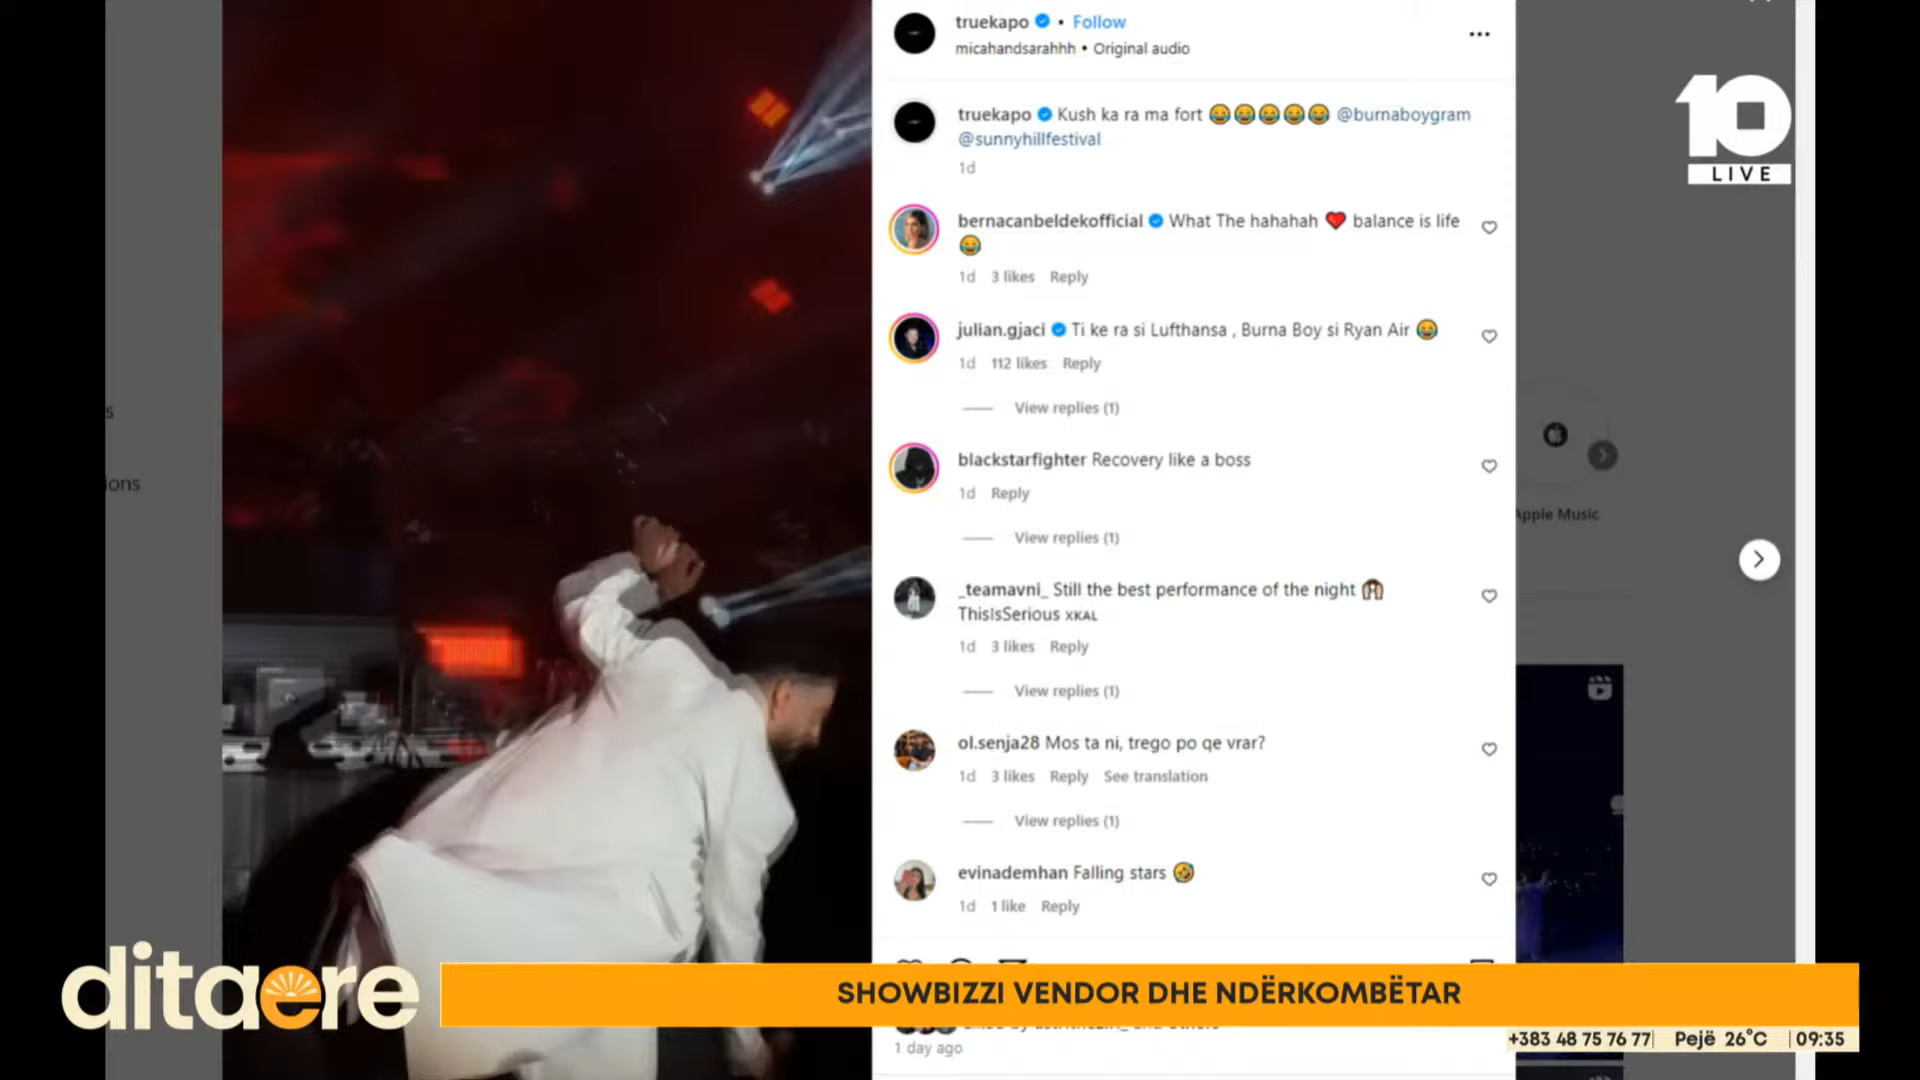 truekapo • Follow
micahandsarahhh • Original audio
truekapo Kush ka ra ma fort 😂😂😂😂😂 @burnaboygram
@sunnyhillfestival
1d
bernacanbeldekofficial What The hahahah ❤️ balance is life
😂
1d 3 likes Reply
julian.gjaci Ti ke ra si Lufthansa , Burna Boy si Ryan Air 😂
1d 112 likes Reply
View replies (1)
blackstarfighter Recovery like a boss
1d Reply
View replies (1)
_teamavni_ Still the best performance of the night 🙌
ThisIsSerious XKAL
1d 3 likes Reply
View replies (1)
ol.senja28 Mos ta ni, trego po qe vrar?
1d 3 likes Reply See translation
View replies (1)
evinademhan Falling stars 🤣
1d 1 like Reply
1 day ago
s
ions
Apple Music
10
LIVE
ditaere
SHOWBIZZI VENDOR DHE NDËRKOMBËTAR
+383 48 75 76 77
Pejë 26°C
09:35